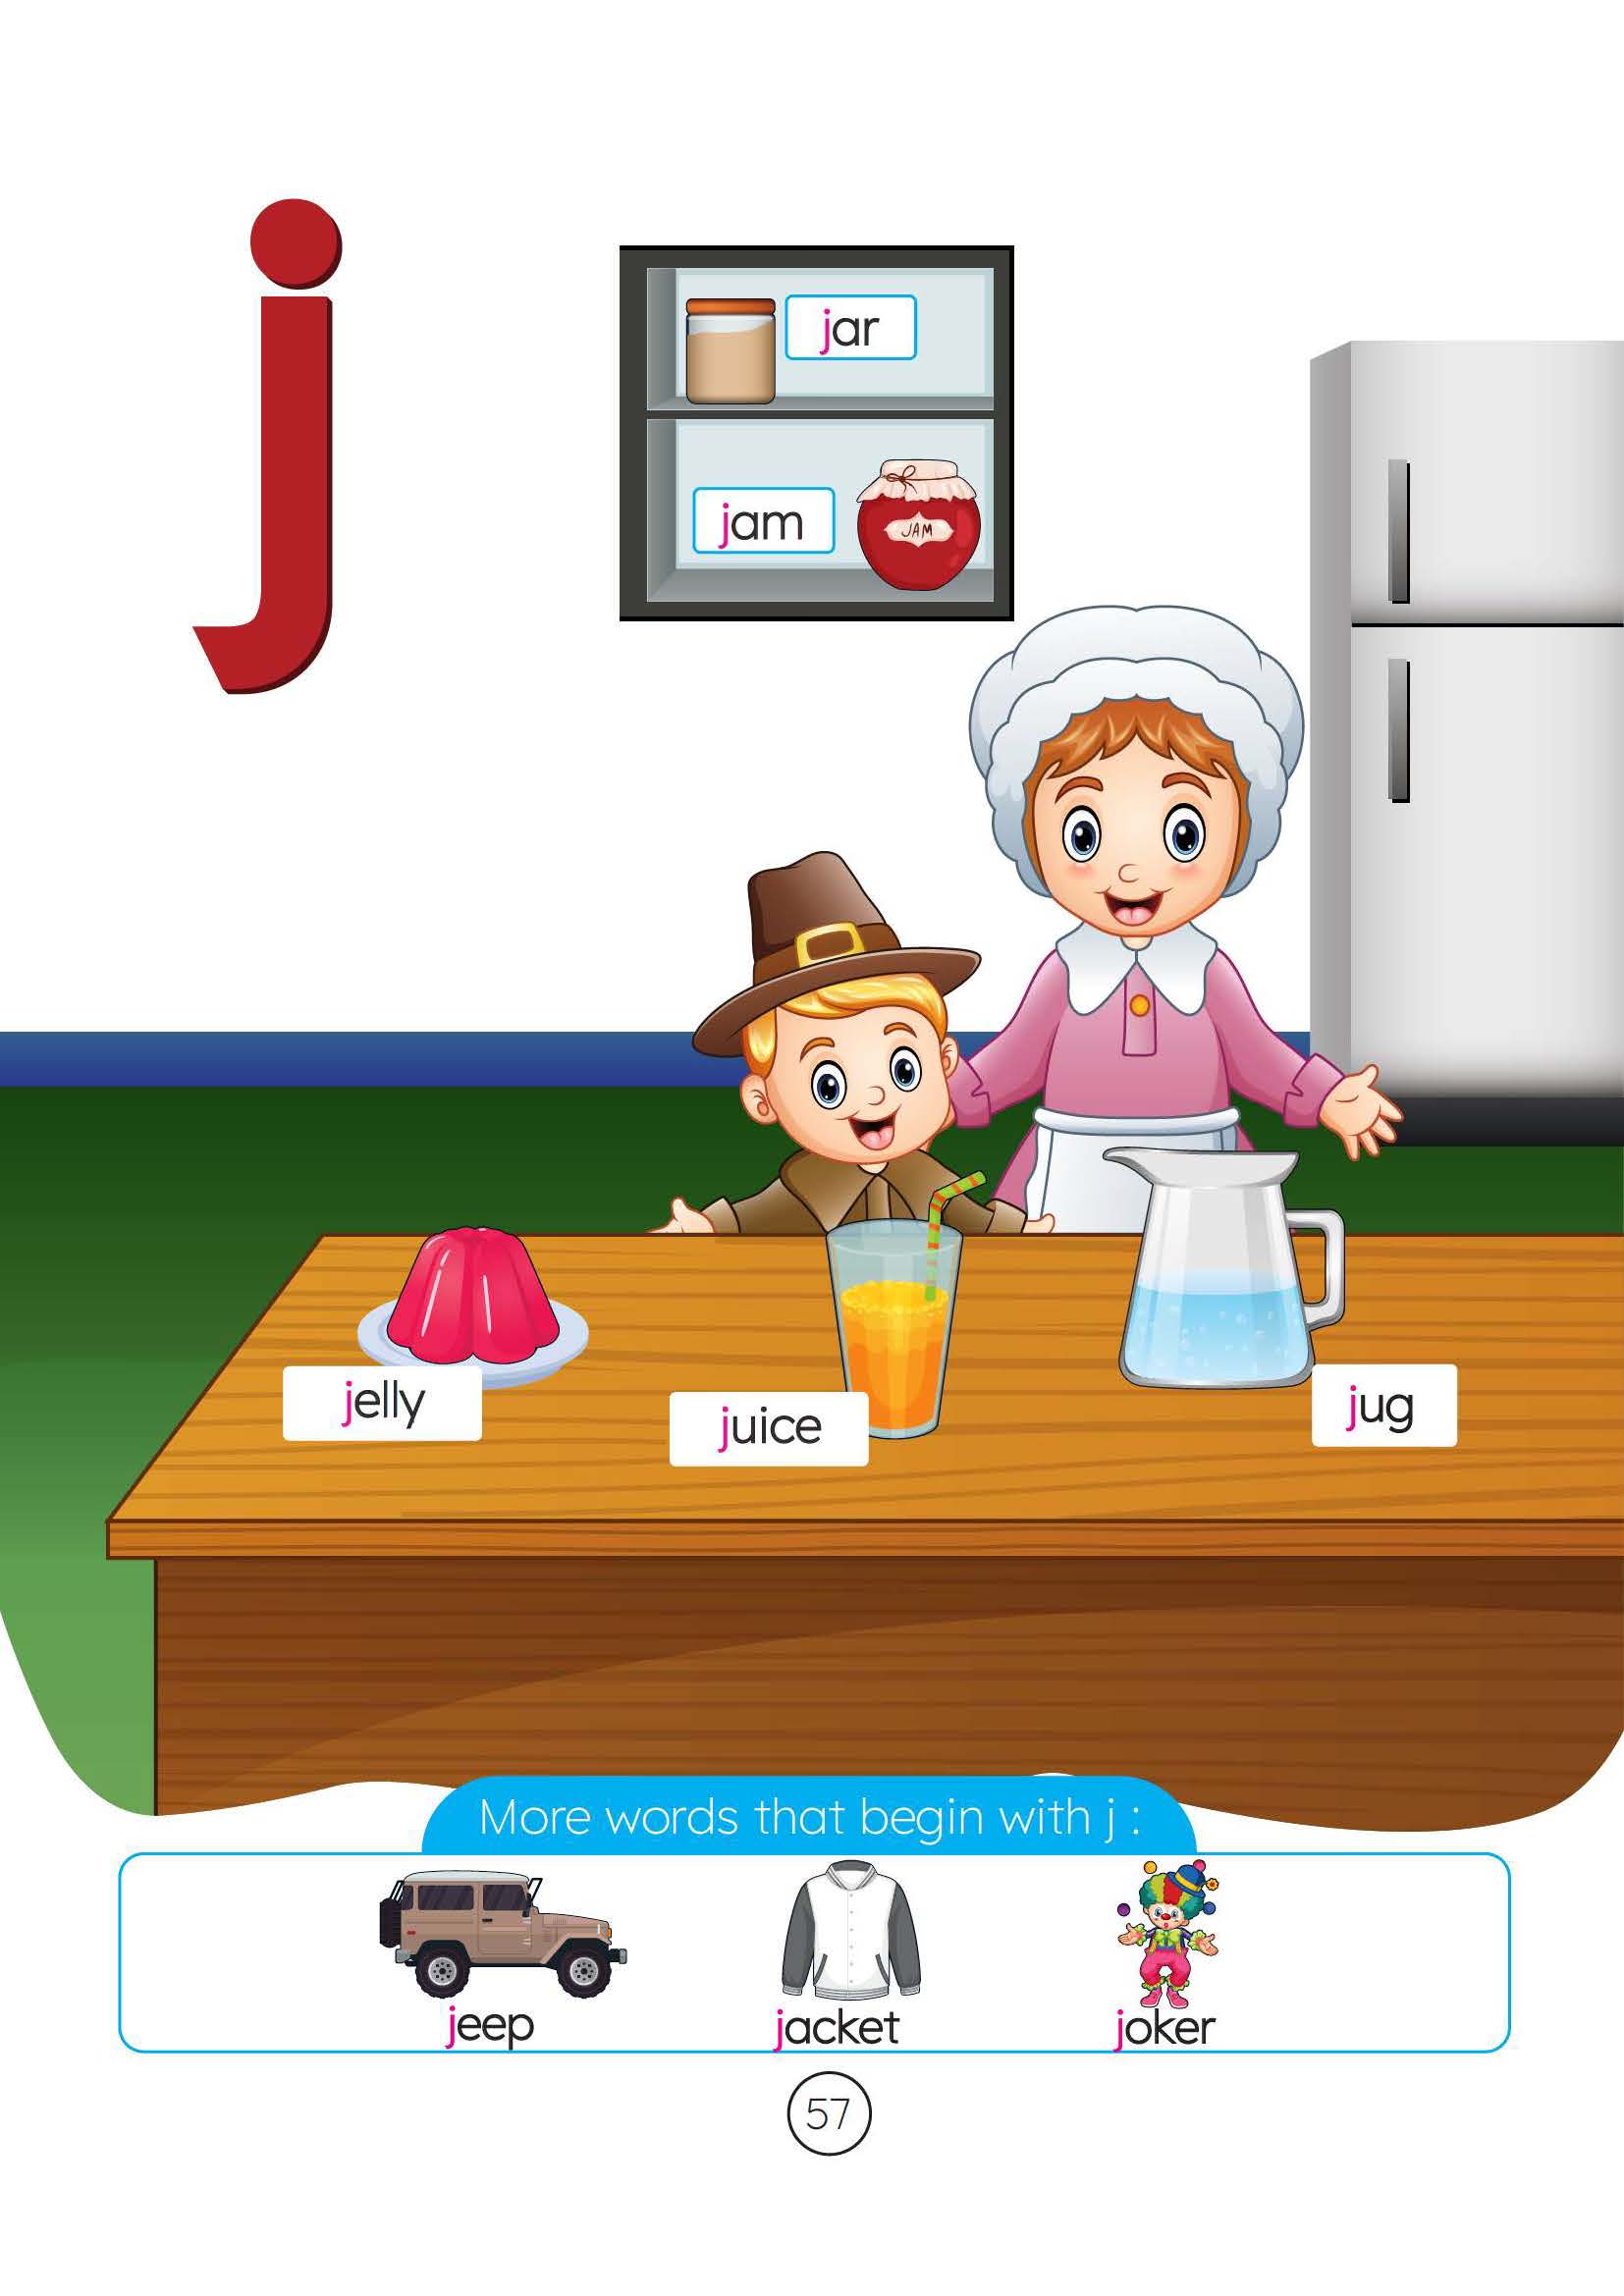 j
jar
jam
JAM
jelly
juice
jug
More words that begin with j :
jeep
jacket
joker
57